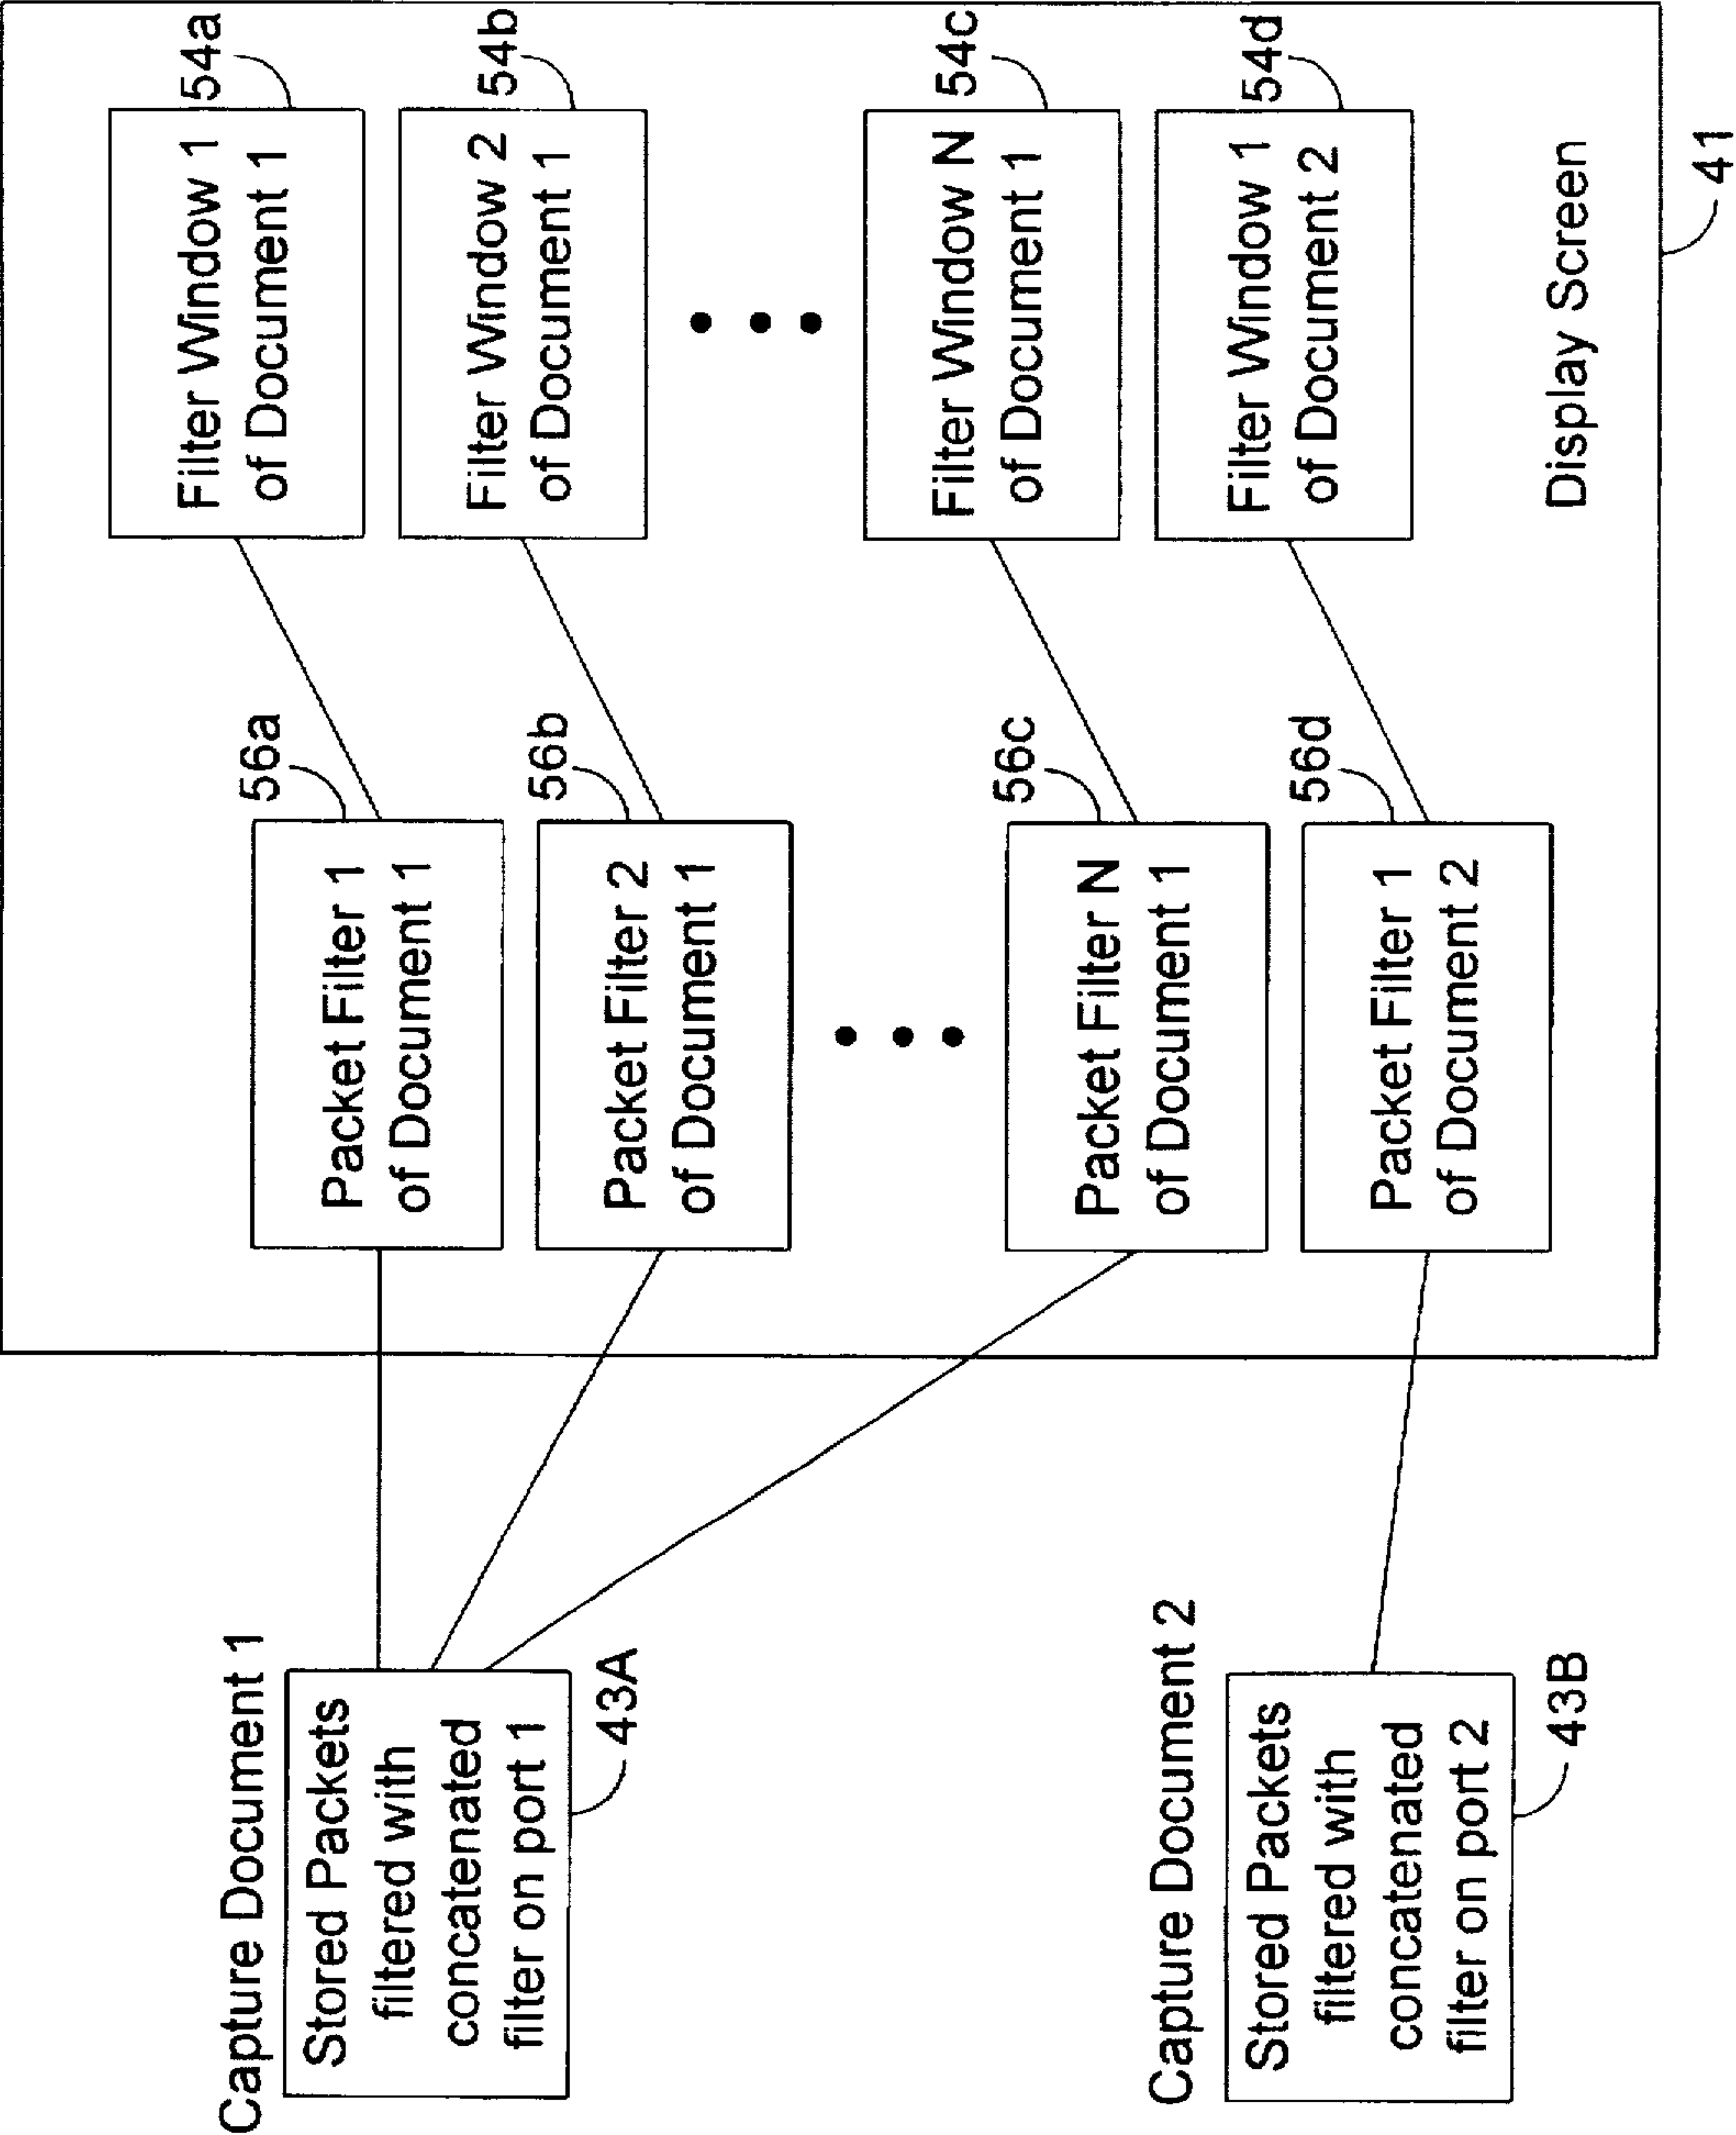 Capture Document 1
Stored Packets
filtered with
concatenated
filter on port 1
43A
Capture Document 2
Stored Packets
filtered with
concatenated
filter on port 2
43B
56a
Packet Filter 1
of Document 1
56b
Packet Filter 2
of Document 1
56c
Packet Filter N
of Document 1
56d
Packet Filter 1
of Document 2
54a
Filter Window 1
of Document 1
54b
Filter Window 2
of Document 1
54c
Filter Window N
of Document 1
54d
Filter Window 1
of Document 2
Display Screen
41